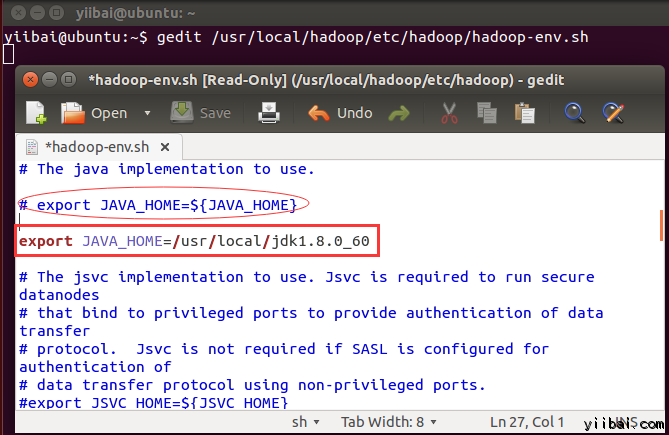 yiibai@ubuntu: ~
yiibai@ubuntu:~$ gedit /usr/local/hadoop/etc/hadoop/hadoop-env.sh
*hadoop-env.sh [Read-Only] (/usr/local/hadoop/etc/hadoop) - gedit
Open Save Undo
*hadoop-env.sh
# The java implementation to use.
# export JAVA_HOME=${JAVA_HOME}
export JAVA_HOME=/usr/local/jdk1.8.0_60
# The jsvc implementation to use. Jsvc is required to run secure
datanodes
# that bind to privileged ports to provide authentication of data
transfer
# protocol.  Jsvc is not required if SASL is configured for
authentication of
# data transfer protocol using non-privileged ports.
#export JSVC_HOME=${JSVC_HOME}
sh Tab Width: 8 Ln 27, Col 1 INS
yiibai.com